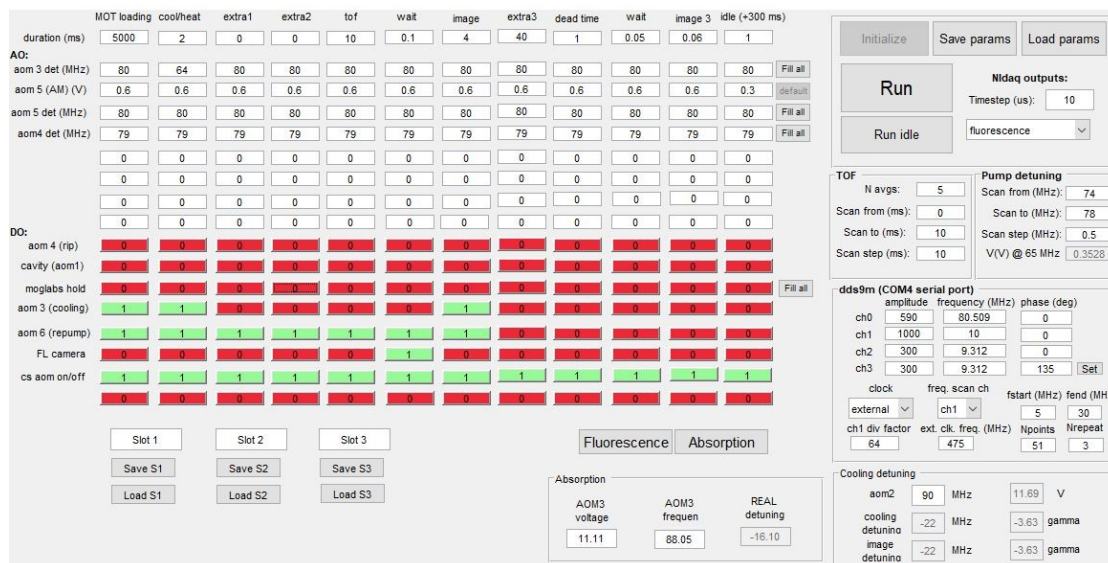 MOT loading cool/heat extra1 extra2 tof wait image extra3 dead time wait image 3 idle (+300 ms)
duration (ms) 5000 2 0 0 10 0.1 4 40 1 0.05 0.06 1
AO:
aom 3 det (MHz) 80 64 80 80 80 80 80 80 80 80 80 80 Fill all
aom 5 (AM) (V) 0.6 0.6 0.6 0.6 0.6 0.6 0.6 0.6 0.6 0.6 0.6 0.3 default
aom 5 det (MHz) 80 80 80 80 80 80 80 80 80 80 80 80 Fill all
aom4 det (MHz) 79 79 79 79 79 79 79 79 79 79 79 79 Fill all
0 0 0 0 0 0 0 0 0 0 0 0
0 0 0 0 0 0 0 0 0 0 0 0
0 0 0 0 0 0 0 0 0 0 0 0
0 0 0 0 0 0 0 0 0 0 0 0
DO:
aom 4 (rip) 0 0 0 0 0 0 0 0 0 0 0 0
cavity (aom1) 0 0 0 0 0 0 0 0 0 0 0 0
moglabs hold 0 0 0 0 0 0 0 0 0 0 0 0 Fill all
aom 3 (cooling) 1 1 0 0 0 0 1 0 0 0 0 0
aom 6 (repump) 1 1 1 1 1 1 1 0 0 0 0 0
FL camera 0 0 0 0 0 1 0 0 0 0 0 0
cs aom on/off 1 1 1 1 1 1 1 1 1 1 1 1
0 0 0 0 0 0 0 0 0 0 0 0
Slot 1 Slot 2 Slot 3
Save S1 Save S2 Save S3
Load S1 Load S2 Load S3
Fluorescence Absorption
Absorption
AOM3 voltage AOM3 frequen REAL detuning
11.11 88.05 -16.10
Initialize Save params Load params
Run
NIdaq outputs:
Timestep (us): 10
Run idle
fluorescence
TOF
N avgs: 5
Scan from (ms): 0
Scan to (ms): 10
Scan step (ms): 10
Pump detuning
Scan from (MHz): 74
Scan to (MHz): 78
Scan step (MHz): 0.5
V(V) @ 65 MHz 0.3528
dds9m (COM4 serial port)
amplitude frequency (MHz) phase (deg)
ch0 590 80.509 0
ch1 1000 10 0
ch2 300 9.312 0
ch3 300 9.312 135 Set
clock freq. scan ch fstart (MHz) fend (MH
external ch1 5 30
ch1 div factor ext. clk. freq. (MHz) Npoints Nrepeat
64 475 51 3
Cooling detuning
aom2 90 MHz 11.69 V
cooling detuning -22 MHz -3.63 gamma
image detuning -22 MHz -3.63 gamma